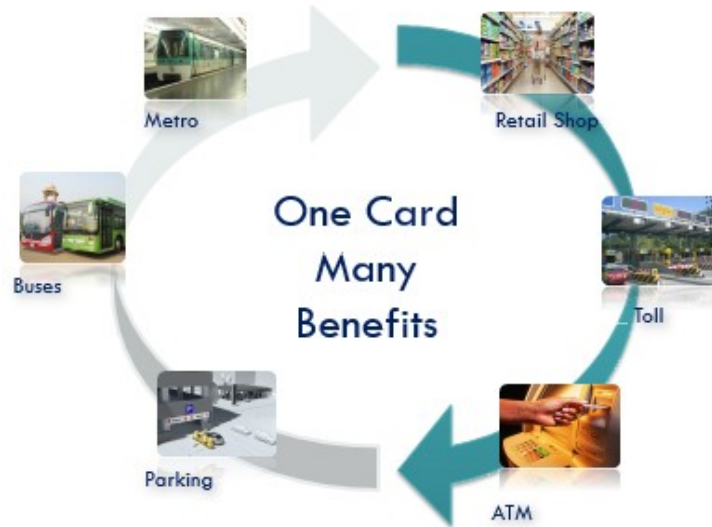 Metro
Retail Shop
One Card
Many
Benefits
Buses
Toll
Parking
ATM